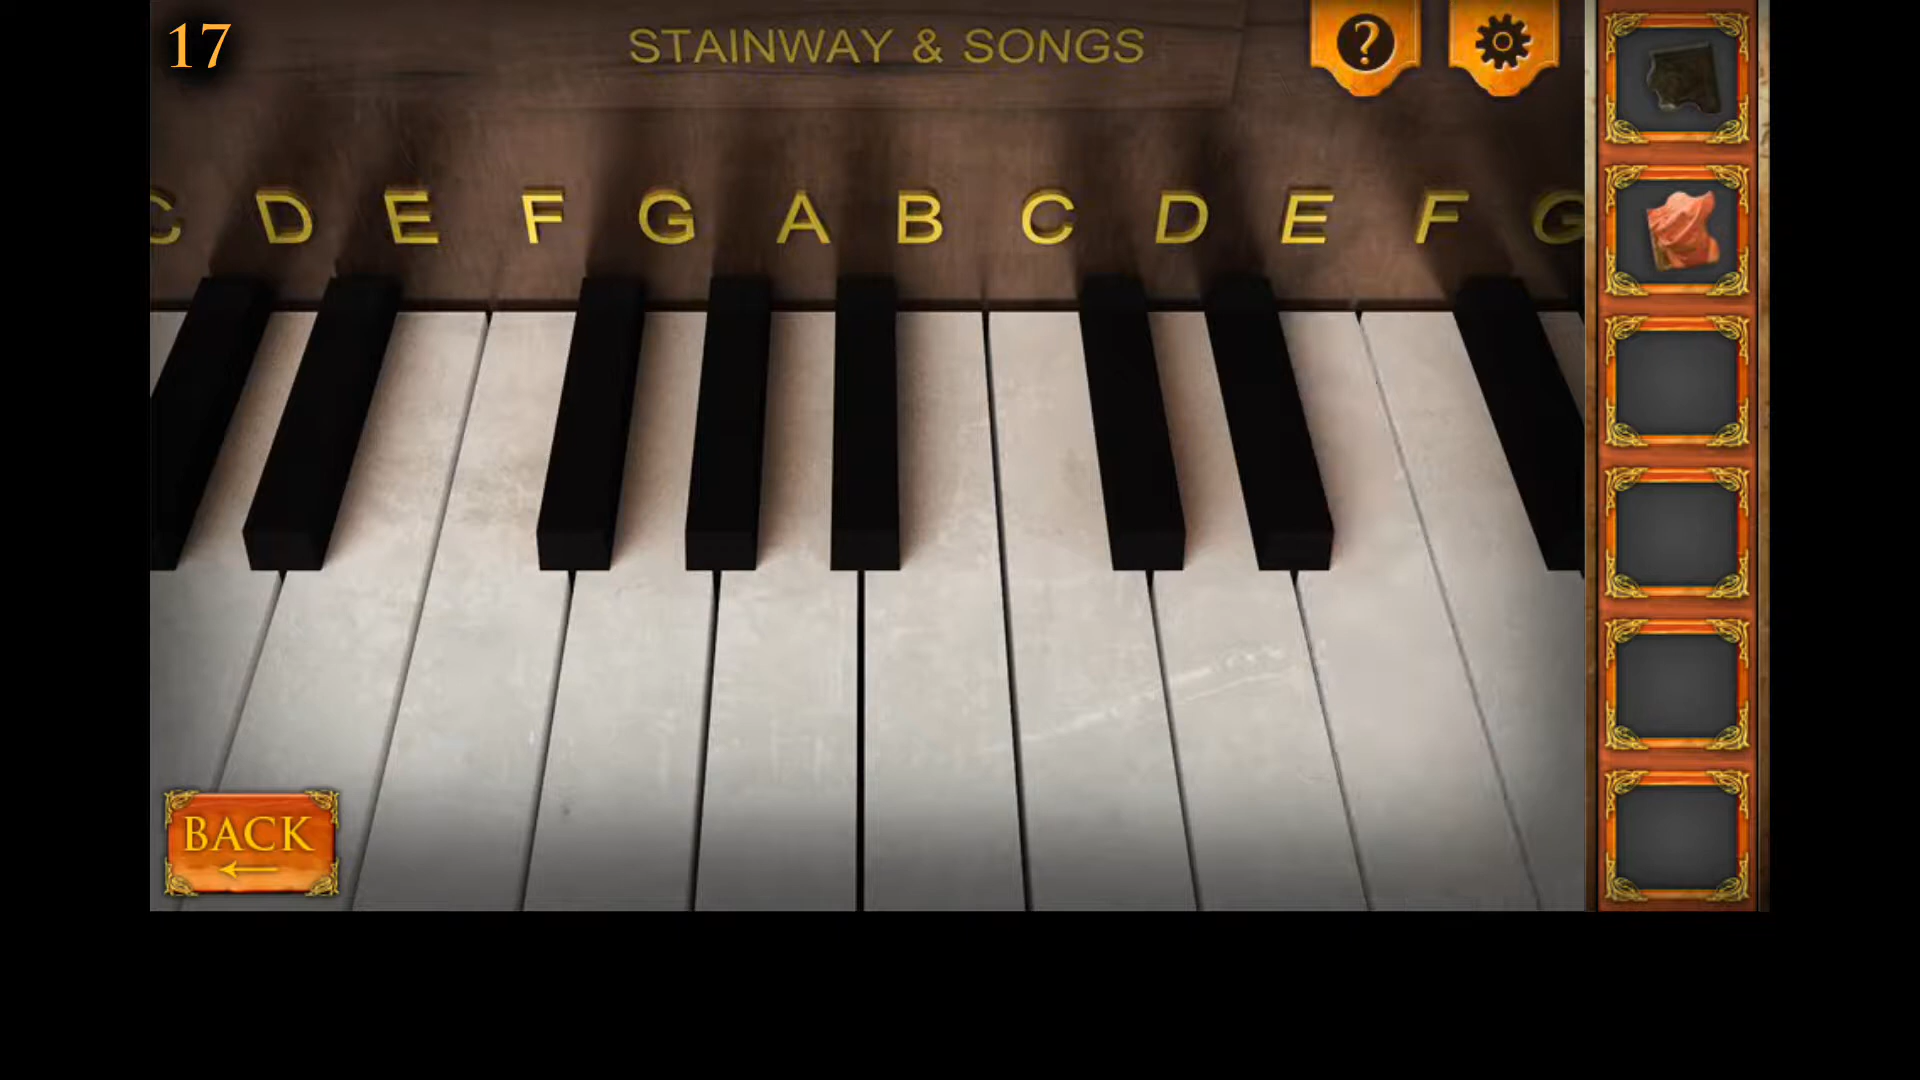 17
STAINWAY & SONGS
?
C D E F G A B C D E F G
BACK